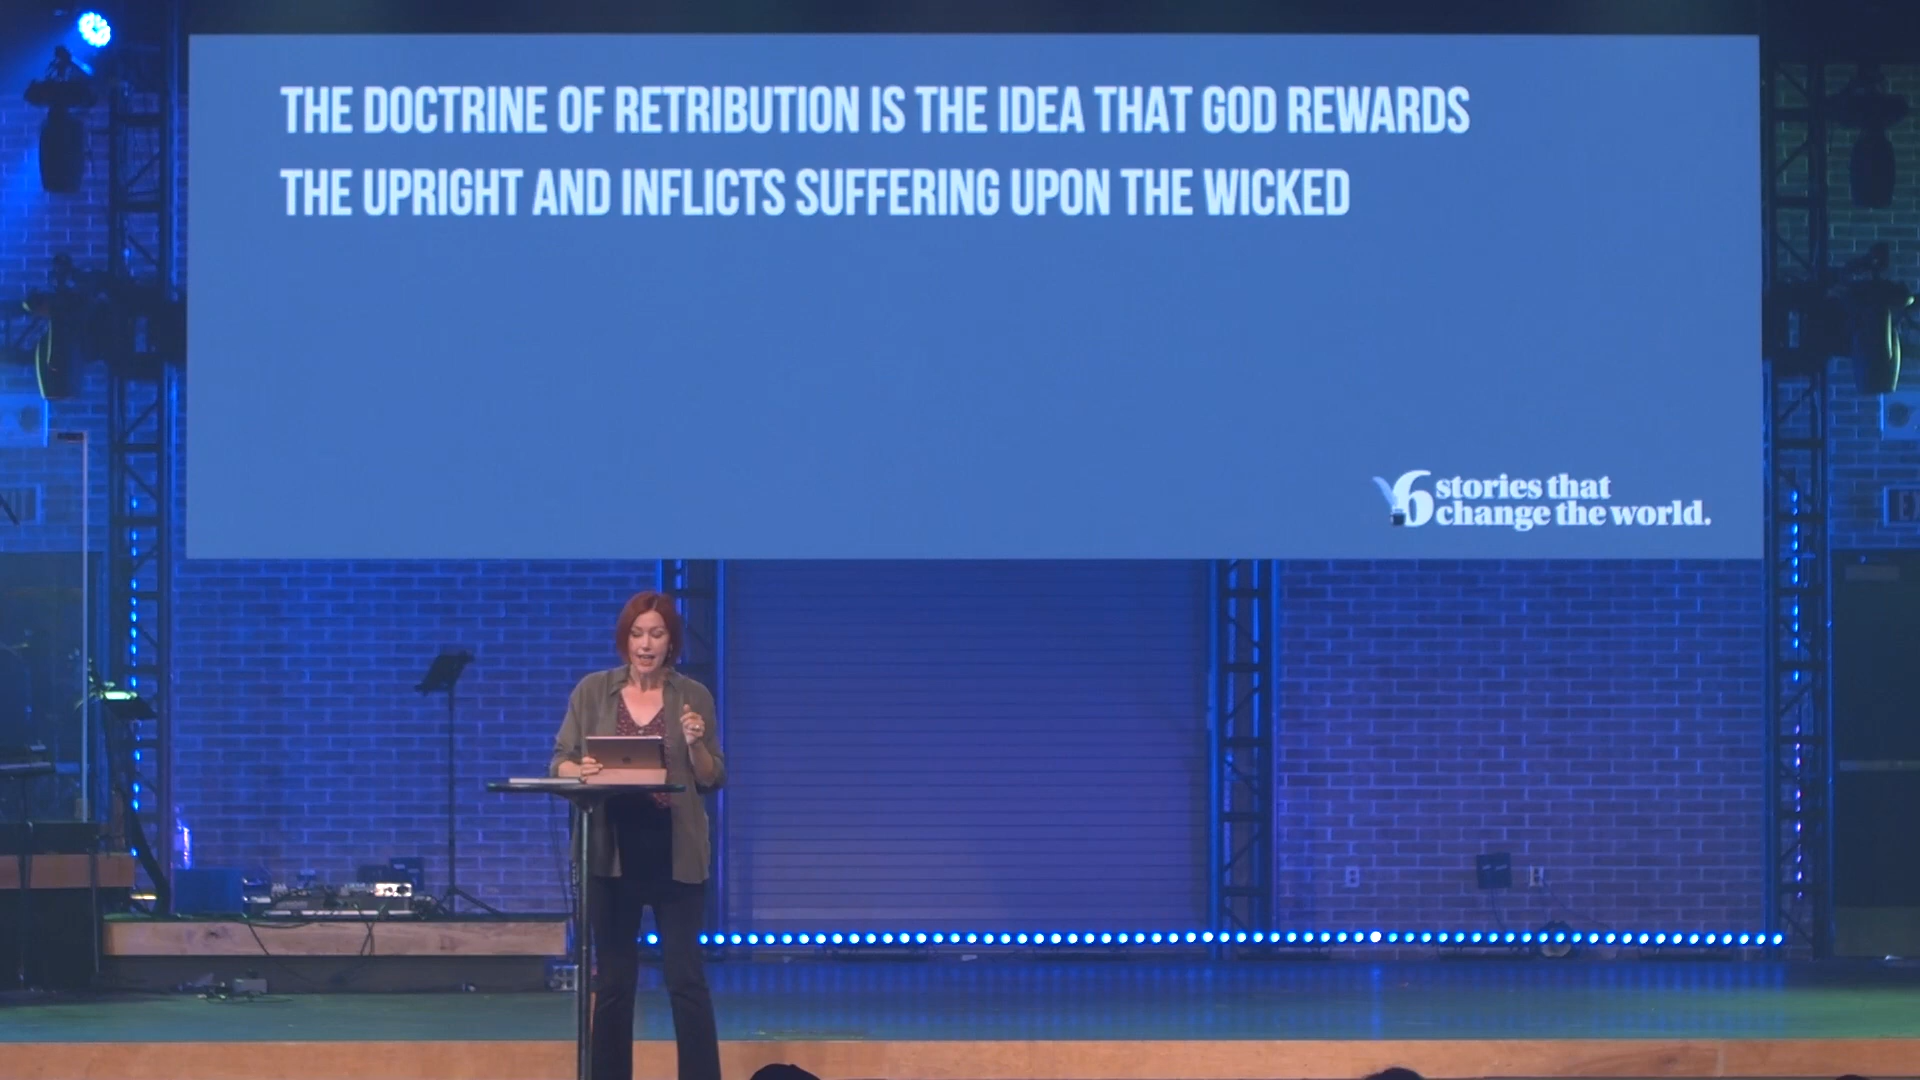 THE DOCTRINE OF RETRIBUTION IS THE IDEA THAT GOD REWARDS
THE UPRIGHT AND INFLICTS SUFFERING UPON THE WICKED
6 stories that
change the world.